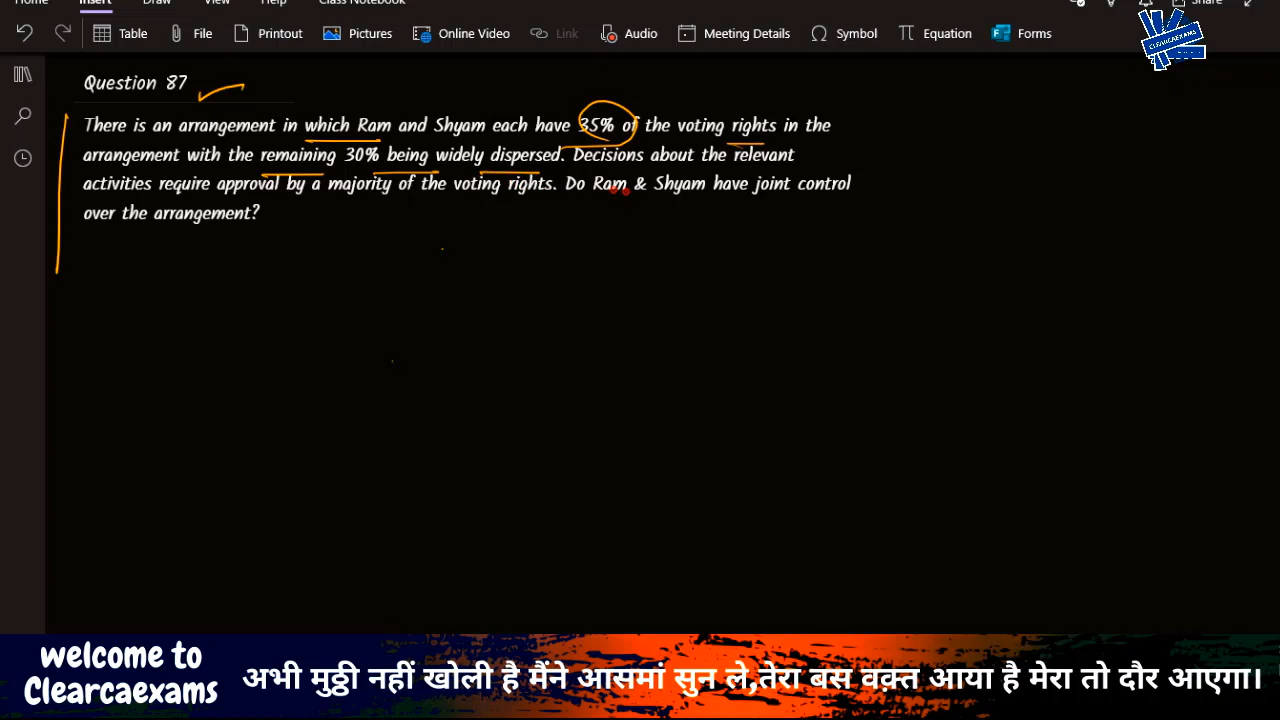 Home Insert Draw View Help Class Notebook Share
Table File Printout Pictures Online Video Link Audio Meeting Details Symbol Equation Forms
CLEARCAEXAMS
Question 87
There is an arrangement in which Ram and Shyam each have 35% of the voting rights in the
arrangement with the remaining 30% being widely dispersed. Decisions about the relevant
activities require approval by a majority of the voting rights. Do Ram & Shyam have joint control
over the arrangement?
welcome to
Clearcaexams
अभी मुठ्ठी नहीं खोली है मैंने आसमां सुन ले,तेरा बस वक़्त आया है मेरा तो दौर आएगा।